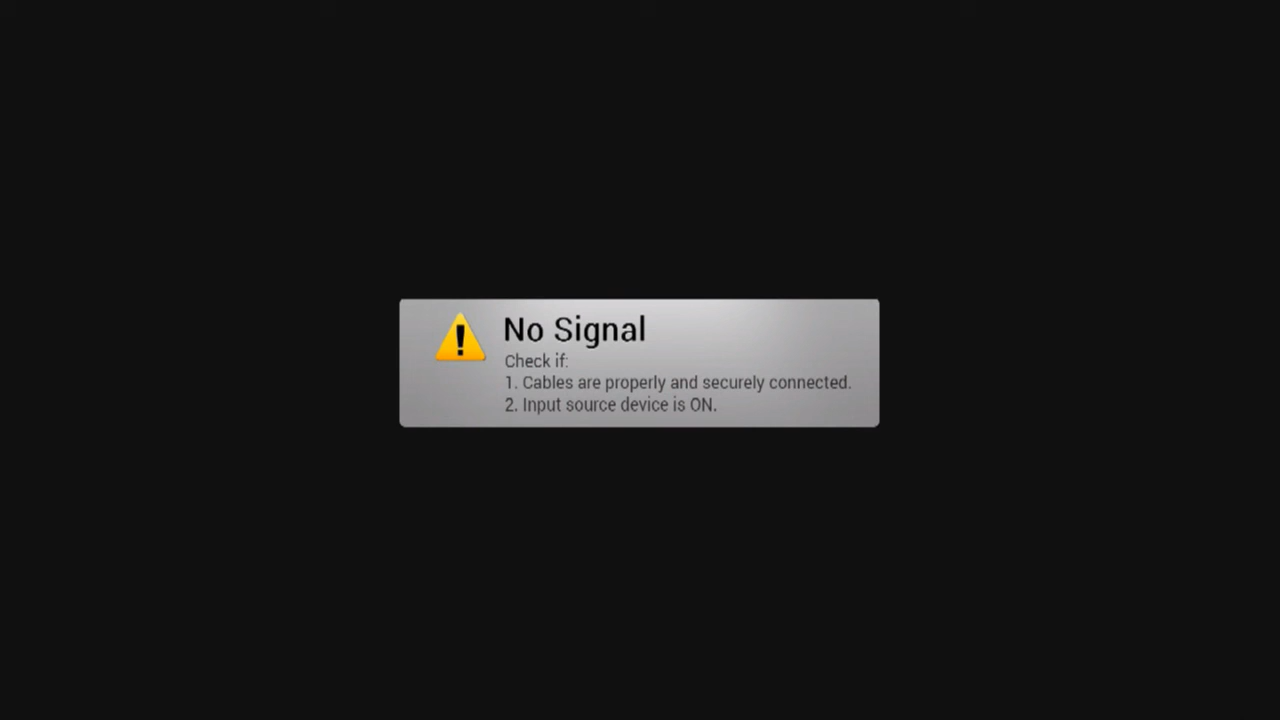 No Signal
Check if:
1. Cables are properly and securely connected.
2. Input source device is ON.